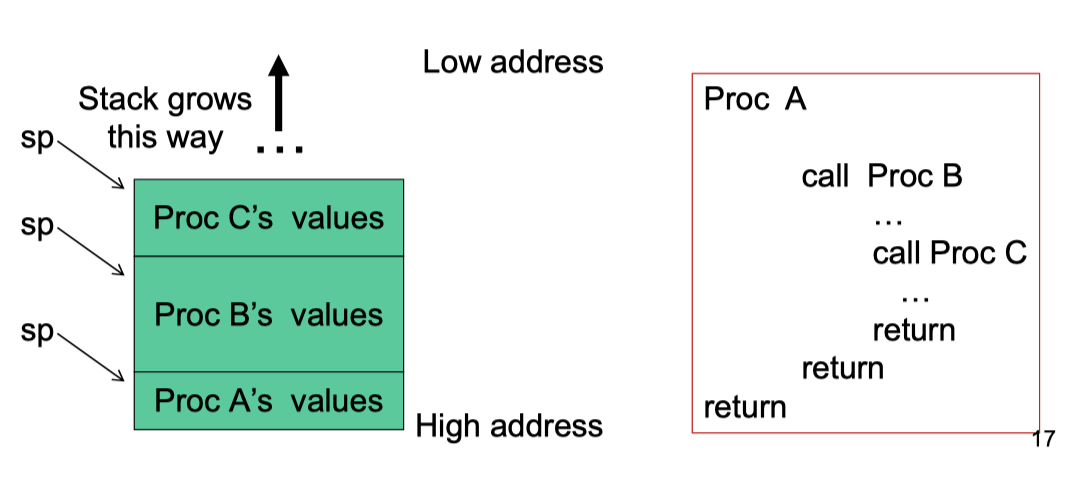 Low address
Stack grows
this way
...
sp
sp
sp
Proc C’s values
Proc B’s values
Proc A’s values
High address
Proc A
call Proc B
...
call Proc C
...
return
return
return
17